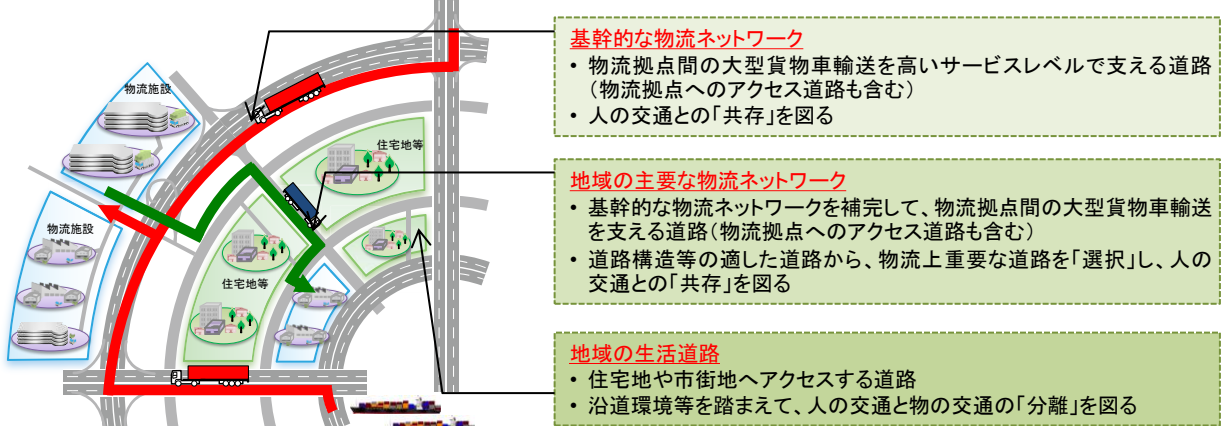 物流施設
住宅地等
物流施設
住宅地等
基幹的な物流ネットワーク
• 物流拠点間の大型貨物車輸送を高いサービスレベルで支える道路
（物流拠点へのアクセス道路も含む）
• 人の交通との「共存」を図る
地域の主要な物流ネットワーク
• 基幹的な物流ネットワークを補完して、物流拠点間の大型貨物車輸送
を支える道路（物流拠点へのアクセス道路も含む）
• 道路構造等の適した道路から、物流上重要な道路を「選択」し、人の
交通との「共存」を図る
地域の生活道路
• 住宅地や市街地へアクセスする道路
• 沿道環境等を踏まえて、人の交通と物の交通の「分離」を図る